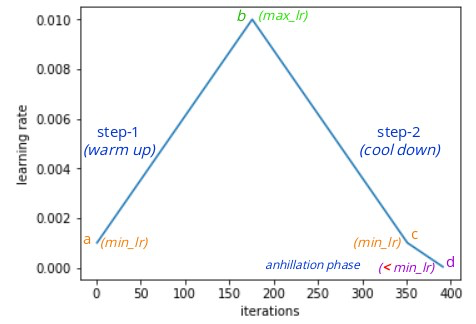 b (max_lr)
0.010
0.008
0.006
0.004
0.002
0.000
learning rate
step-1
(warm up)
step-2
(cool down)
a (min_lr)
(min_lr) c
anhillation phase (< min_lr) d
0 50 100 150 200 250 300 350 400
iterations